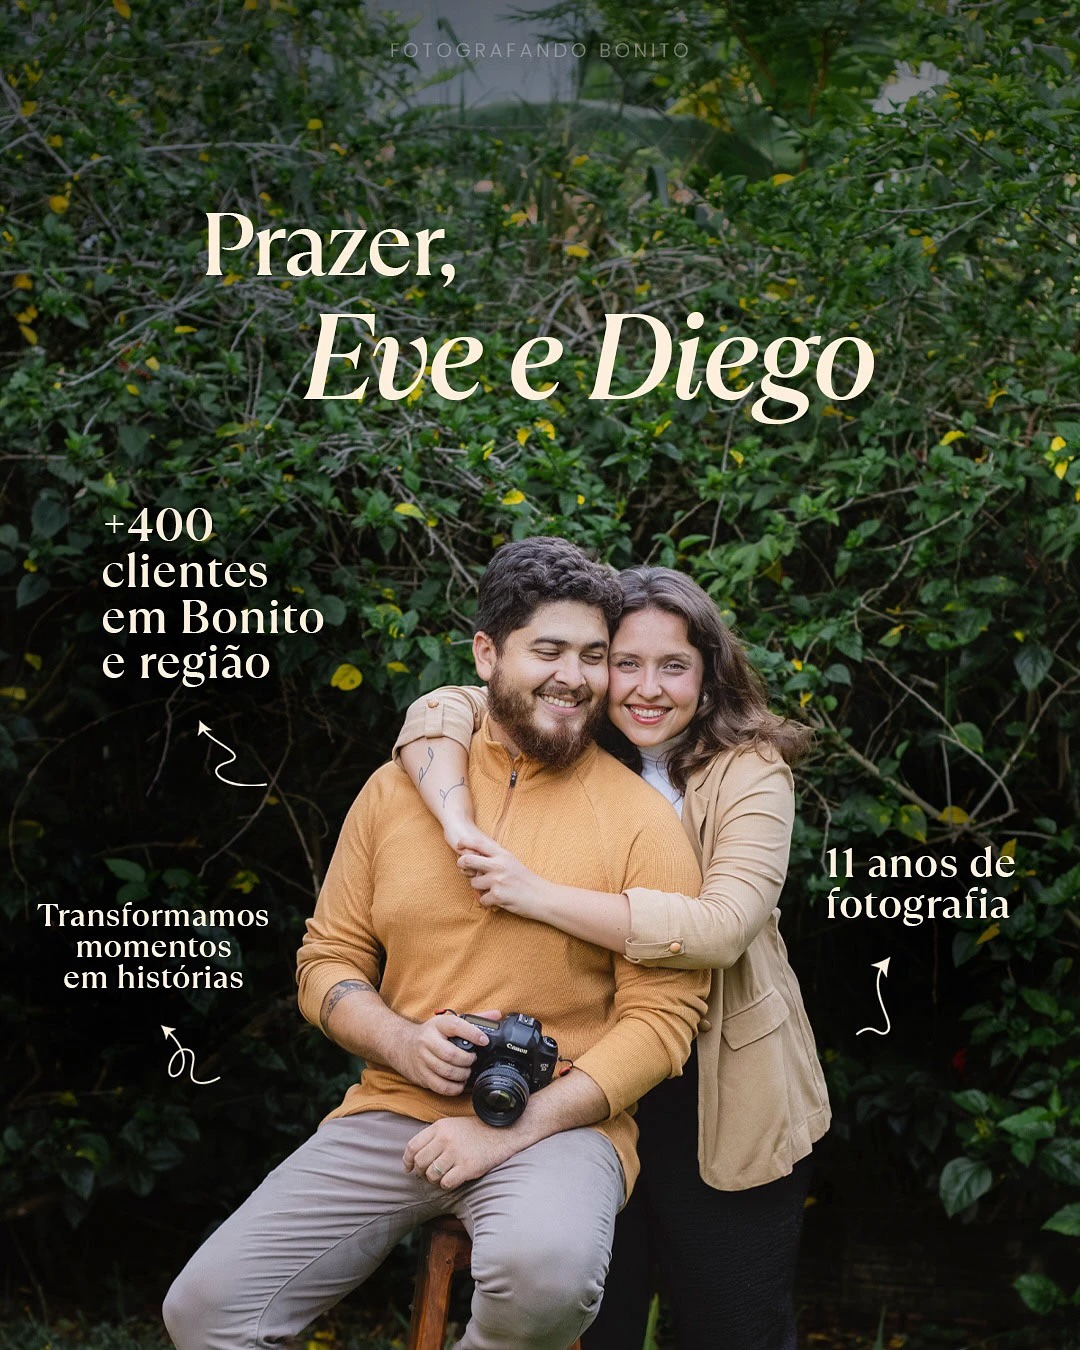 FOTOGRAFANDO BONITO
Prazer,
Eve e Diego
+400
clientes
em Bonito
e região
11 anos de
fotografia
Transformamos
momentos
em histórias
Canon